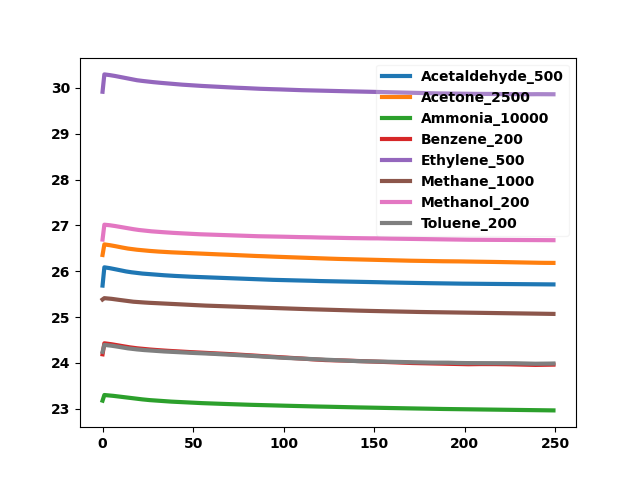 30
29
28
27
26
25
24
23
0
50
100
150
200
250
Acetaldehyde_500
Acetone_2500
Ammonia_10000
Benzene_200
Ethylene_500
Methane_1000
Methanol_200
Toluene_200